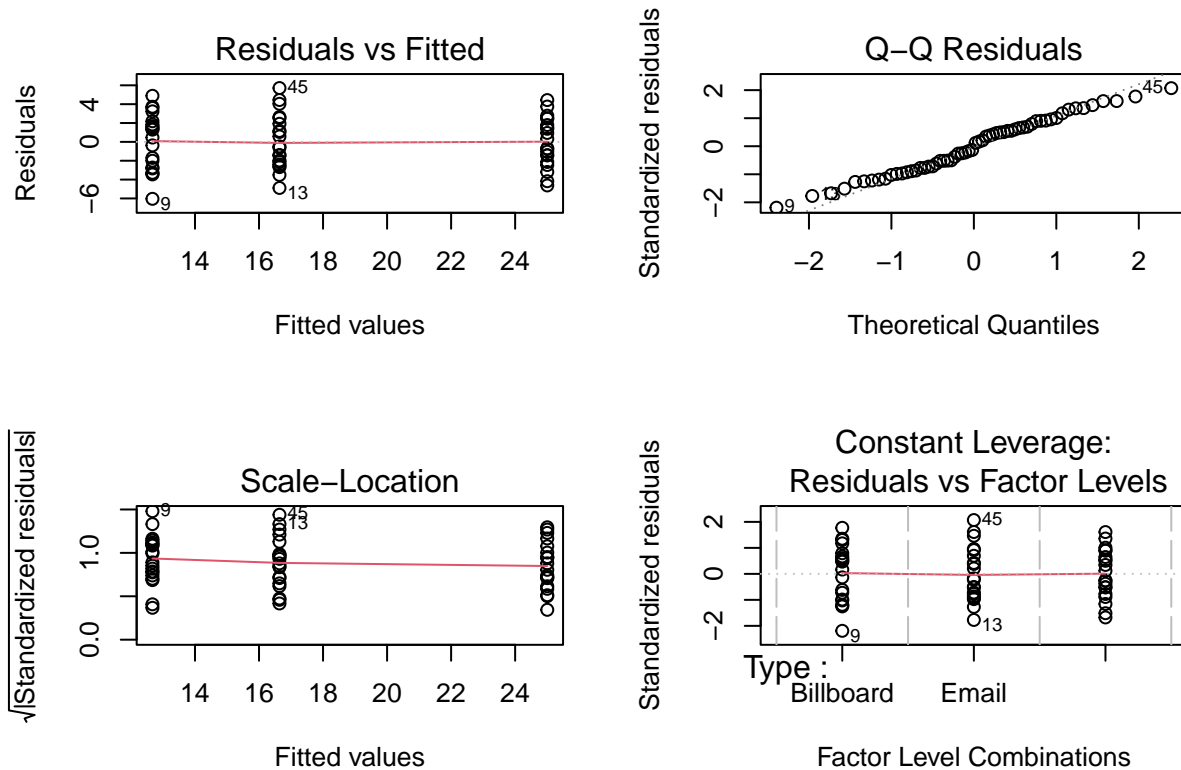 Residuals vs Fitted
Residuals
4
0
−6
45
13
9
14 16 18 20 22 24
Fitted values
Q−Q Residuals
Standardized residuals
2
0
−2
45
9
−2 −1 0 1 2
Theoretical Quantiles
Scale−Location
√|Standardized residuals|
1.0
0.0
9
45
13
14 16 18 20 22 24
Fitted values
Constant Leverage:
Residuals vs Factor Levels
Standardized residuals
2
0
−2
45
13
9
Type :
Billboard Email
Factor Level Combinations